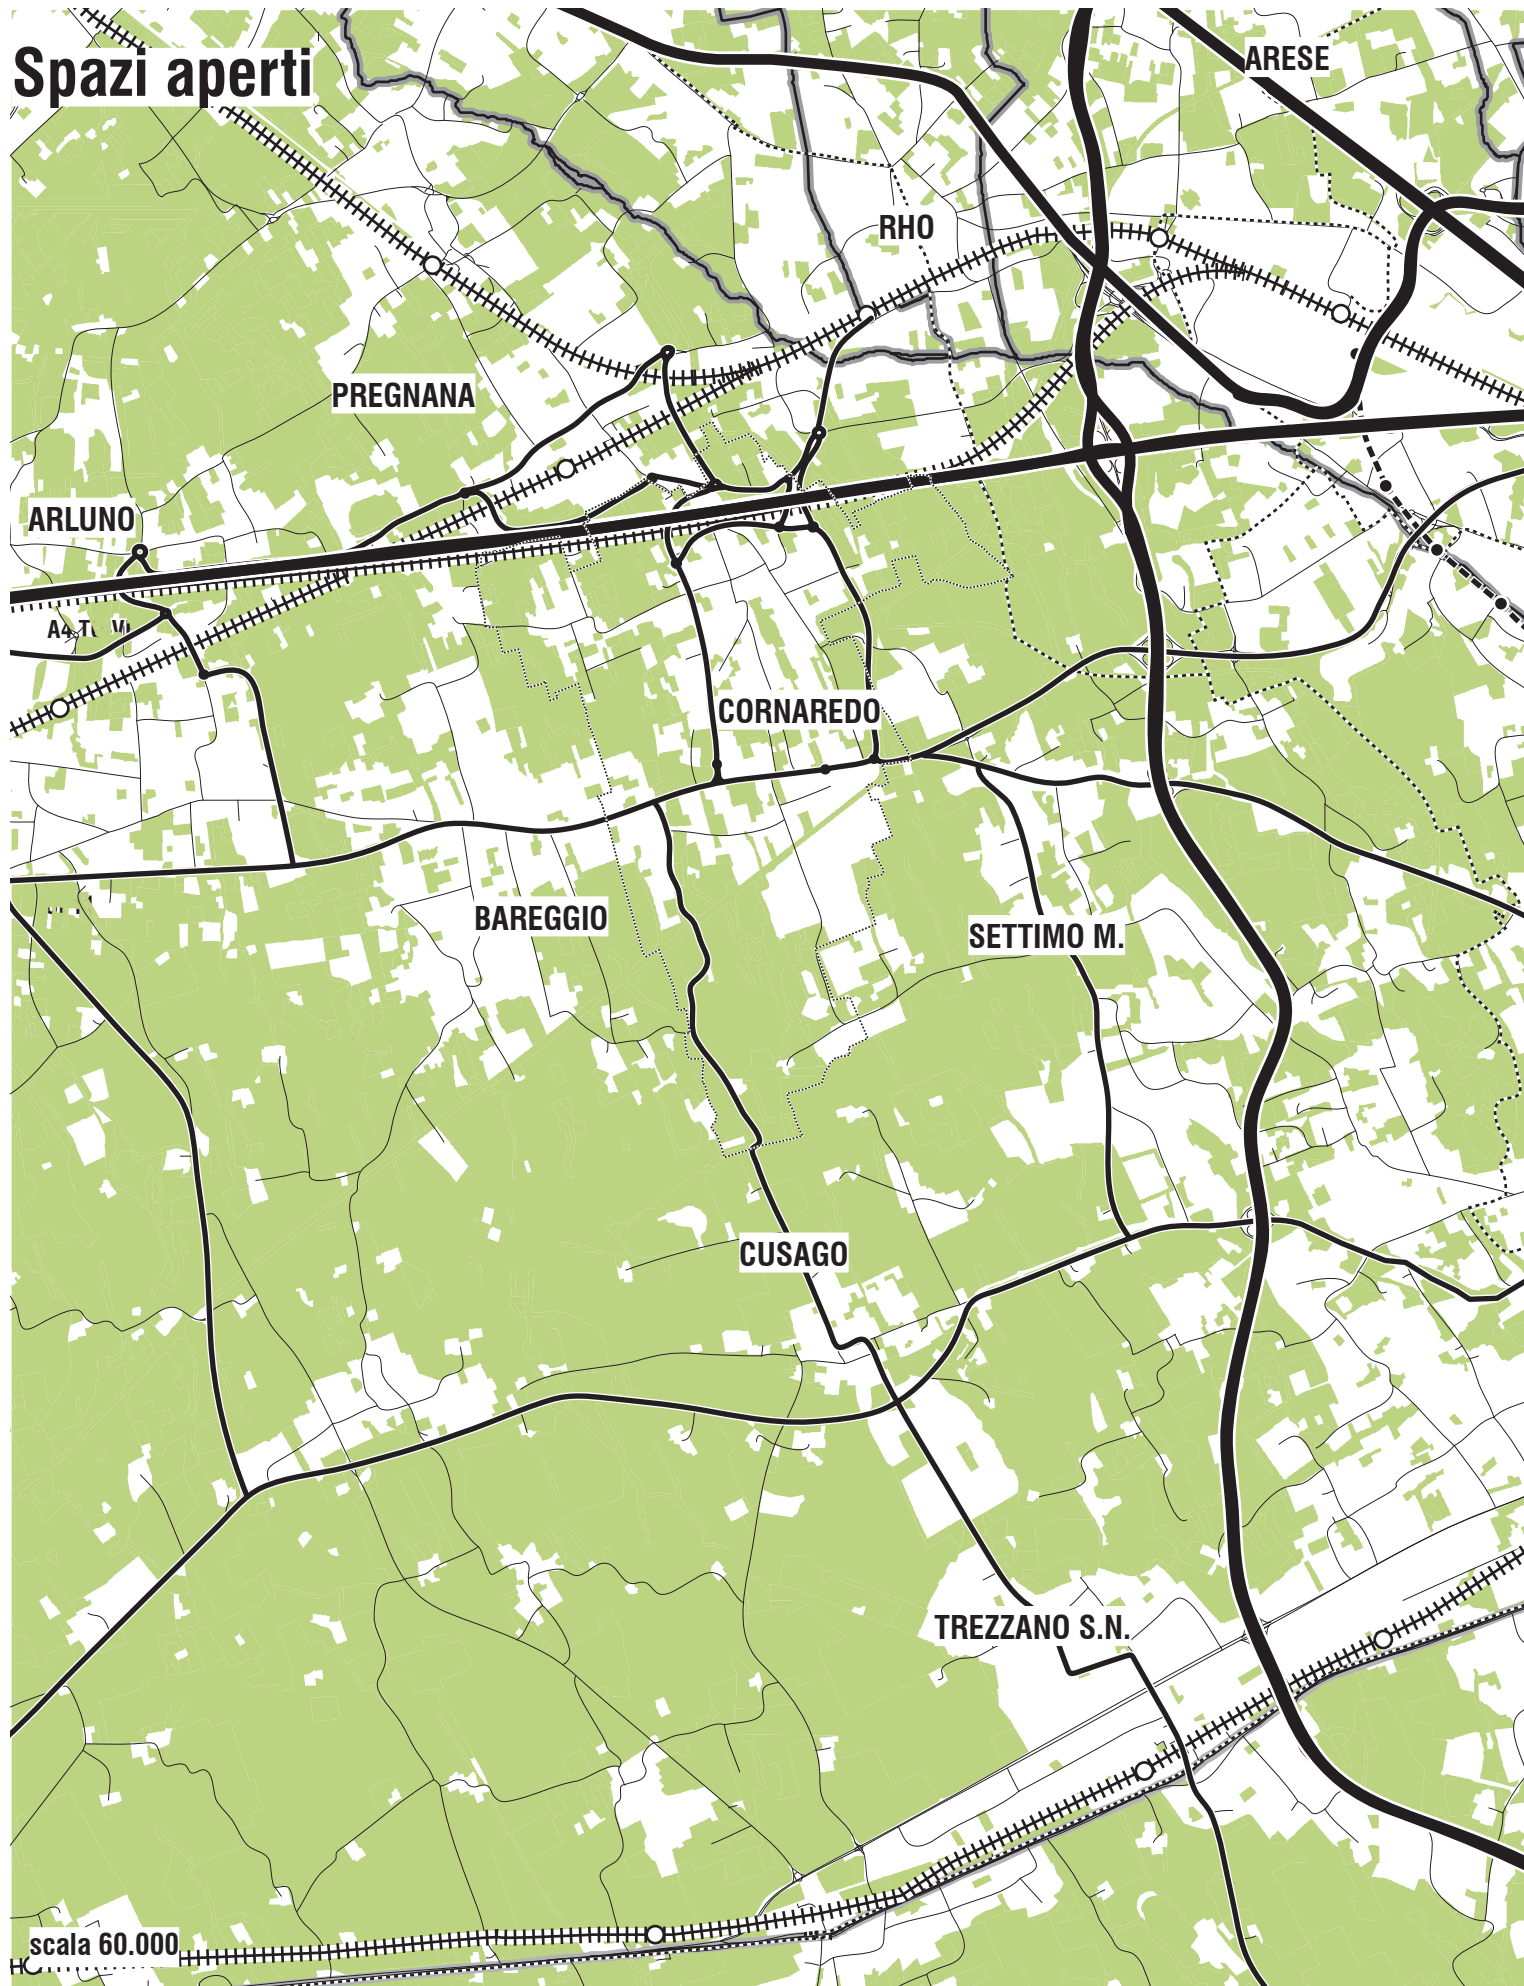 Spazi aperti
ARESE
RHO
PREGNANA
ARLUNO
CORNAREDO
BAREGGIO
SETTIMO M.
CUSAGO
TREZZANO S.N.
scala 60.000